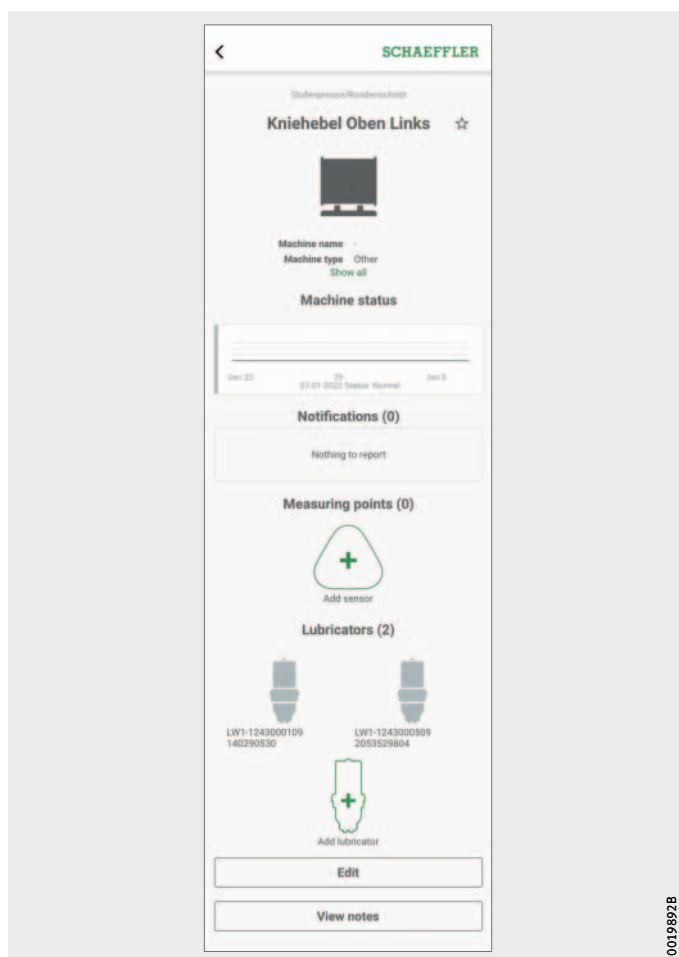 SCHAEFFLER
Stufenpresse/Rondenschnitt
Kniehebel Oben Links
Machine name -
Machine type Other
Show all
Machine status
Dec 22 29 Jan 5
07-01-2022 Status: Normal
Notifications (0)
Nothing to report
Measuring points (0)
Add sensor
Lubricators (2)
LW1-1243000109 LW1-1243000509
140290530 2053529804
Add lubricator
Edit
View notes
0019892B